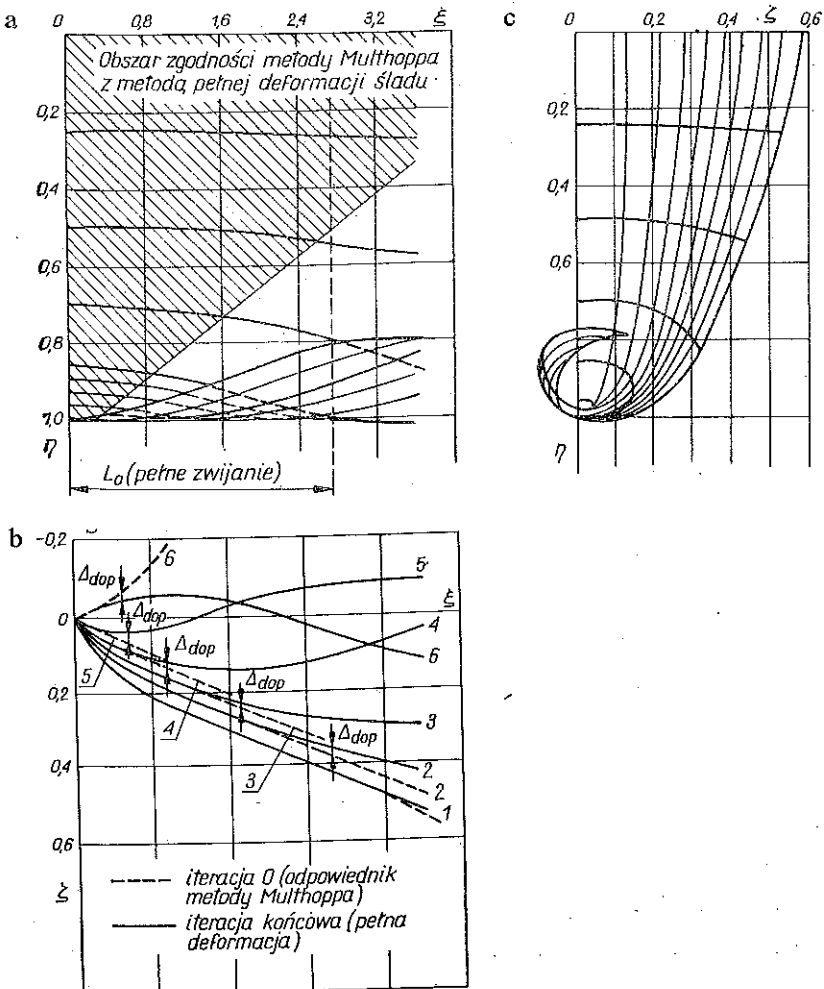 a
0 0,8 1,6 2,4 3,2 ξ
Obszar zgodności metody Multhoppa
z metodą pełnej deformacji śladu
0,2
0,4
0,6
0,8
1,0
η
L₀ (pełne zwijanie)
c
0 0,2 0,4 ζ 0,6
0,2
0,4
0,6
η
b
-0,2
0
0,2
0,4
0,6
ζ
ξ
Δdop
Δdop
Δdop
Δdop
Δdop
6
5
4
6
3
2
2
1
5
4
3
iteracja 0 (odpowiednik
metody Multhoppa)
iteracja końcowa (pełna
deformacja)